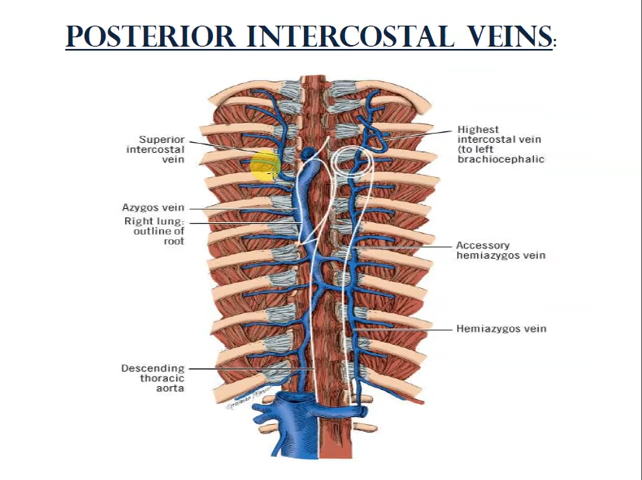 POSTERIOR INTERCOSTAL VEINS:
Superior
intercostal
vein
Highest
intercostal vein
(to left
brachiocephalic
Azygos vein
Right lung:
outline of
root
Accessory
hemiazygos vein
Hemiazygos vein
Descending
thoracic
aorta